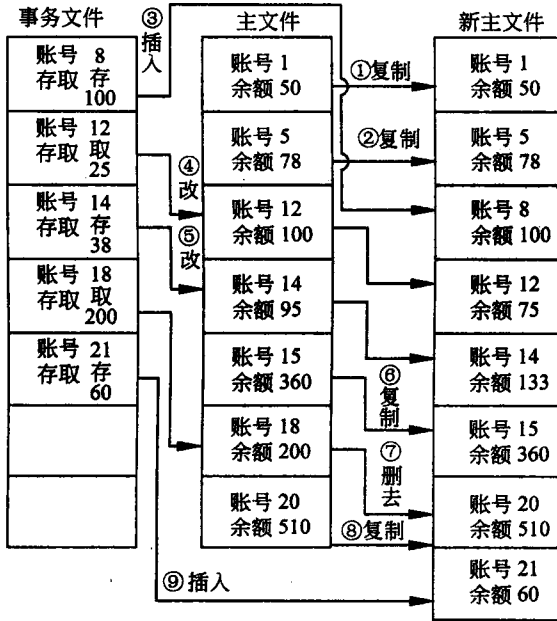 事务文件
③
插
入
主文件
新主文件
账号 8
存取 存
100
账号 12
存取 取
25
账号 14
存取 存
38
账号 18
存取 取
200
账号 21
存取 存
60
④
改
⑤
改
账号 1
余额 50
账号 5
余额 78
账号 12
余额 100
账号 14
余额 95
账号 15
余额 360
账号 18
余额 200
账号 20
余额 510
①复制
②复制
⑥
复
制
⑦
删
去
⑧复制
⑨插入
账号 1
余额 50
账号 5
余额 78
账号 8
余额 100
账号 12
余额 75
账号 14
余额 133
账号 15
余额 360
账号 20
余额 510
账号 21
余额 60